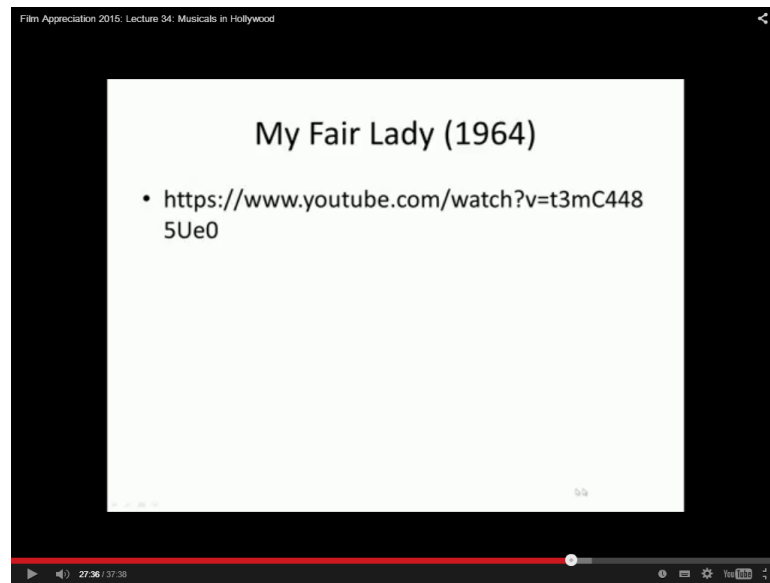 Film Appreciation 2015: Lecture 34: Musicals in Hollywood
My Fair Lady (1964)
• https://www.youtube.com/watch?v=t3mC448
5Ue0
27:36 / 37:38
YouTube